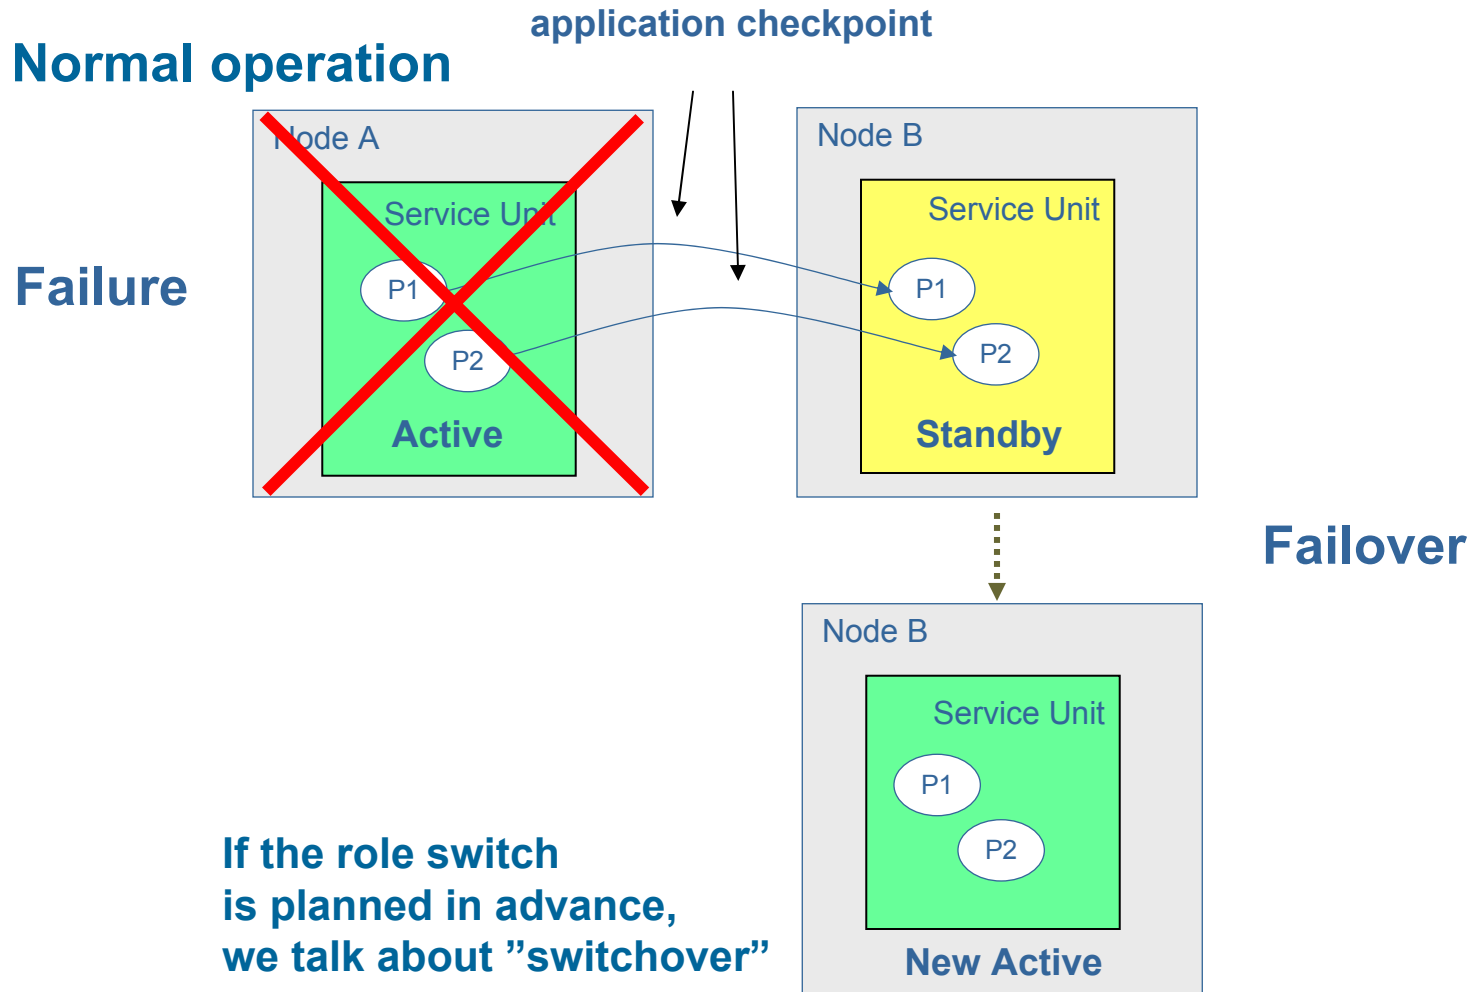 application checkpoint
Normal operation
Node A
Node B
Service Unit
Service Unit
Failure
P1
P1
P2
P2
Active
Standby
Failover
Node B
Service Unit
P1
P2
If the role switch
is planned in advance,
we talk about ”switchover”
New Active